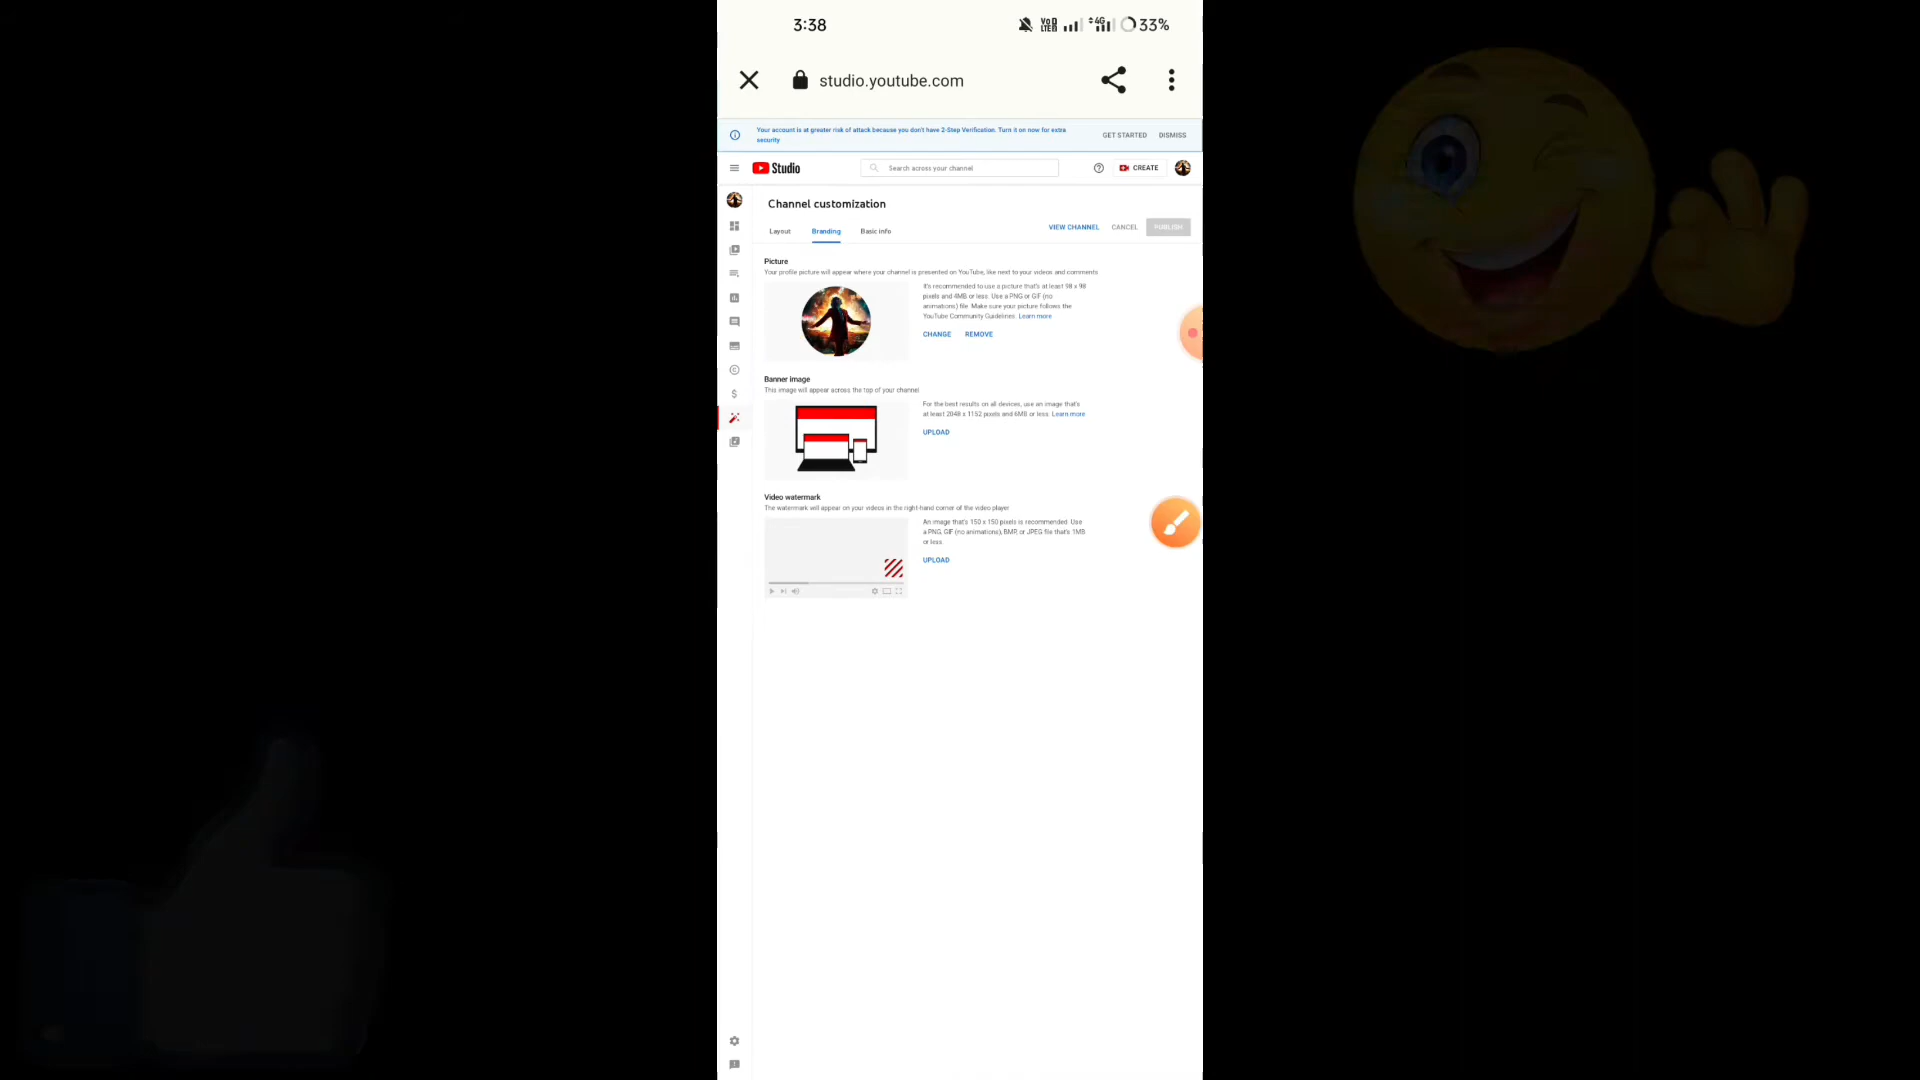 3:38
VoD
LTE
4G
33%
studio.youtube.com
Your account is at greater risk of attack because you don't have 2-Step Verification. Turn it on now for extra
security
GET STARTED
DISMISS
Studio
Search across your channel
CREATE
Channel customization
Layout
Branding
Basic info
VIEW CHANNEL
CANCEL
PUBLISH
Picture
Your profile picture will appear where your channel is presented on YouTube, like next to your videos and comments
It's recommended to use a picture that's at least 98 x 98
pixels and 4MB or less. Use a PNG or GIF (no
animations) file. Make sure your picture follows the
YouTube Community Guidelines. Learn more
CHANGE
REMOVE
Banner image
This image will appear across the top of your channel
For the best results on all devices, use an image that's
at least 2048 x 1152 pixels and 6MB or less. Learn more
UPLOAD
Video watermark
The watermark will appear on your videos in the right-hand corner of the video player
An image that's 150 x 150 pixels is recommended. Use
a PNG, GIF (no animations), BMP, or JPEG file that's 1MB
or less.
UPLOAD